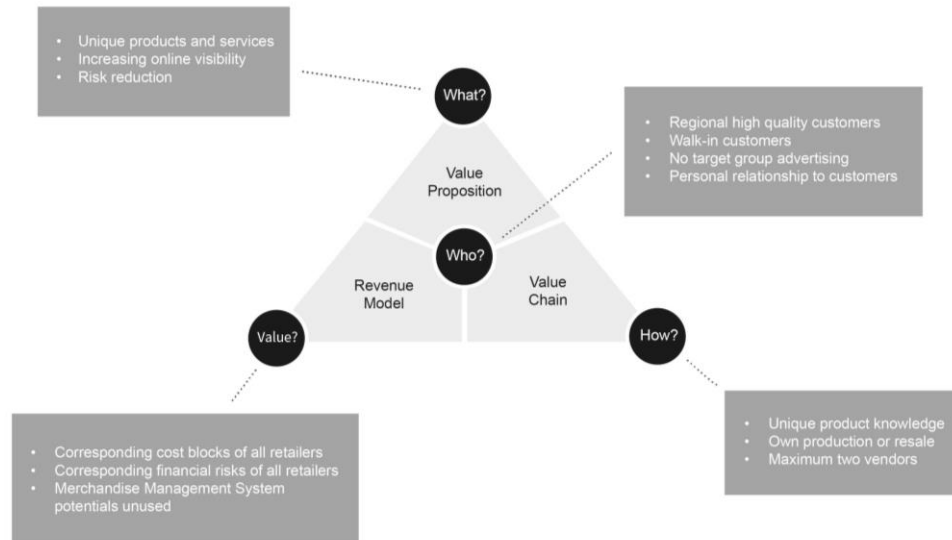 • Unique products and services
• Increasing online visibility
• Risk reduction
What?
• Regional high quality customers
• Walk-in customers
• No target group advertising
• Personal relationship to customers
Value
Proposition
Who?
Revenue
Model
Value
Chain
Value?
How?
• Corresponding cost blocks of all retailers
• Corresponding financial risks of all retailers
• Merchandise Management System
potentials unused
• Unique product knowledge
• Own production or resale
• Maximum two vendors